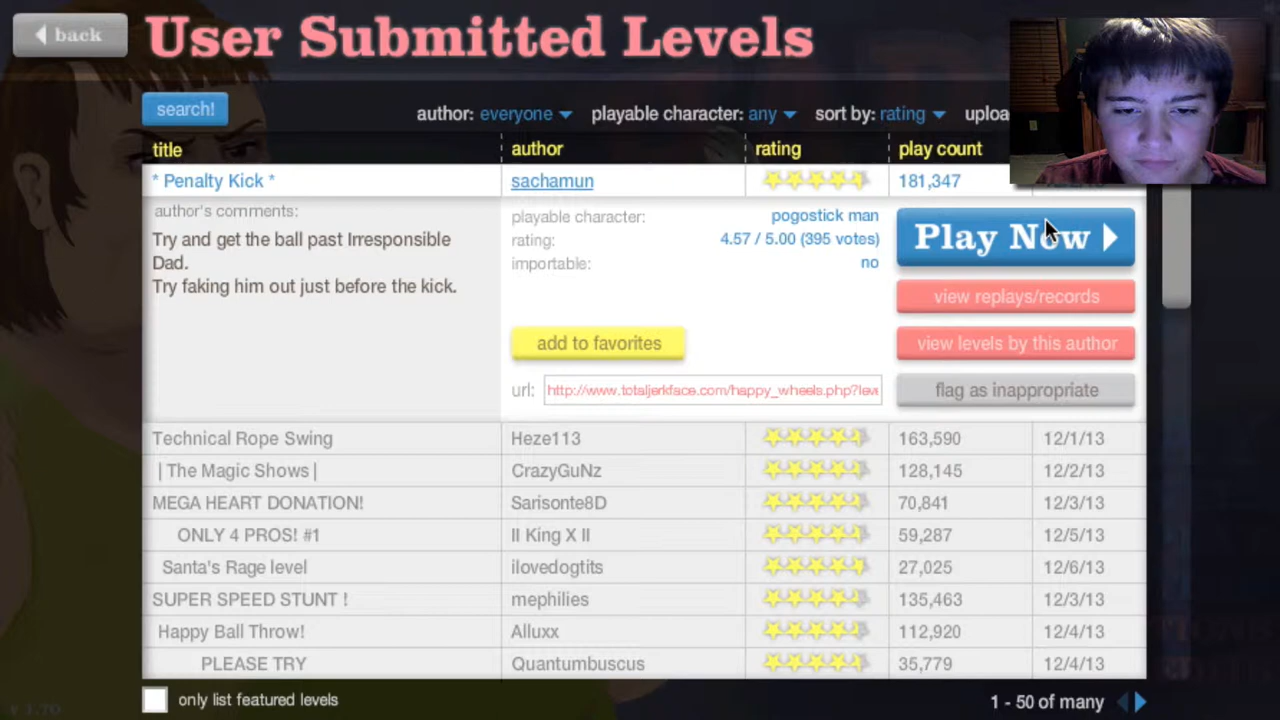 back
User Submitted Levels
search!
author: everyone playable character: any sort by: rating uploa
title author rating play count
* Penalty Kick * sachamun 181,347
author's comments:
Try and get the ball past Irresponsible
Dad.
Try faking him out just before the kick.
playable character: pogostick man
rating: 4.57 / 5.00 (395 votes)
importable: no
add to favorites
url: http://www.totaljerkface.com/happy_wheels.php?leve
Play Now
view replays/records
view levels by this author
flag as inappropriate
Technical Rope Swing Heze113 163,590 12/1/13
| The Magic Shows | CrazyGuNz 128,145 12/2/13
MEGA HEART DONATION! Sarisonte8D 70,841 12/3/13
ONLY 4 PROS! #1 II King X II 59,287 12/5/13
Santa's Rage level ilovedogtits 27,025 12/6/13
SUPER SPEED STUNT ! mephilies 135,463 12/3/13
Happy Ball Throw! Alluxx 112,920 12/4/13
PLEASE TRY Quantumbuscus 35,779 12/4/13
only list featured levels
1 - 50 of many
v 1.70